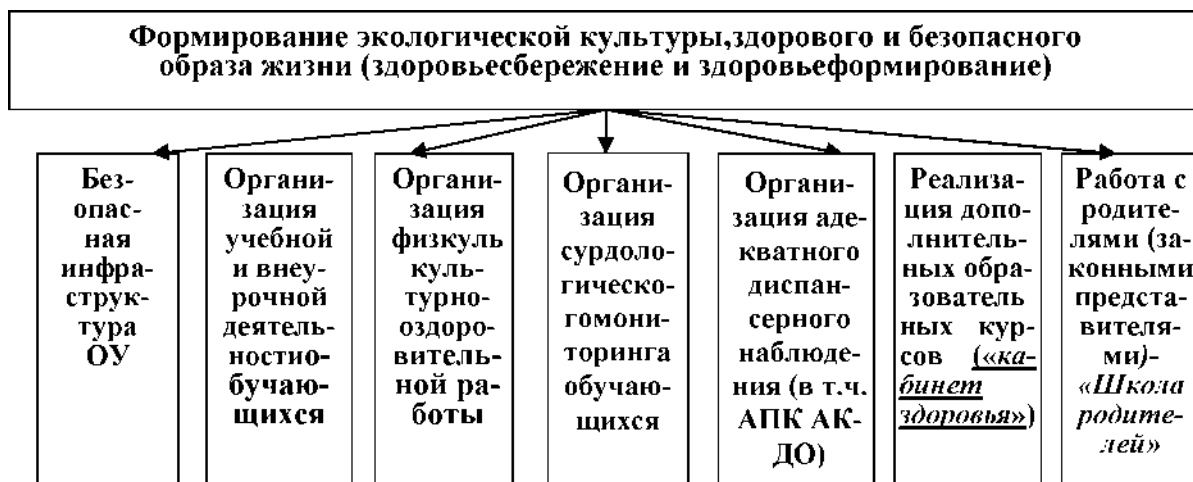 Формирование экологической культуры,здорового и безопасного
образа жизни (здоровьесбережение и здоровьеформирование)
Без-
опас-
ная
инфра-
струк-
тура
ОУ
Органи-
зация
учебной
и внеу-
рочной
деятель-
ностио-
бучаю-
щихся
Органи-
зация
физкуль
куль-
турно-
оздоро-
витель-
ной ра-
боты
Органи-
зация
сурдоло-
гическо-
гомони-
торинга
обучаю-
щихся
Органи-
зация аде-
кватного
диспан-
серного
наблюде-
ния (в т.ч.
АПК АК-
ДО)
Реализа-
ция допо-
лнитель-
ных обра-
зователь
ных кур-
сов («ка-
бинет
здоровья»)
Работа с
родите-
лями (за-
конными
предста-
вителя-
ми)-
«Школа
родите-
лей»